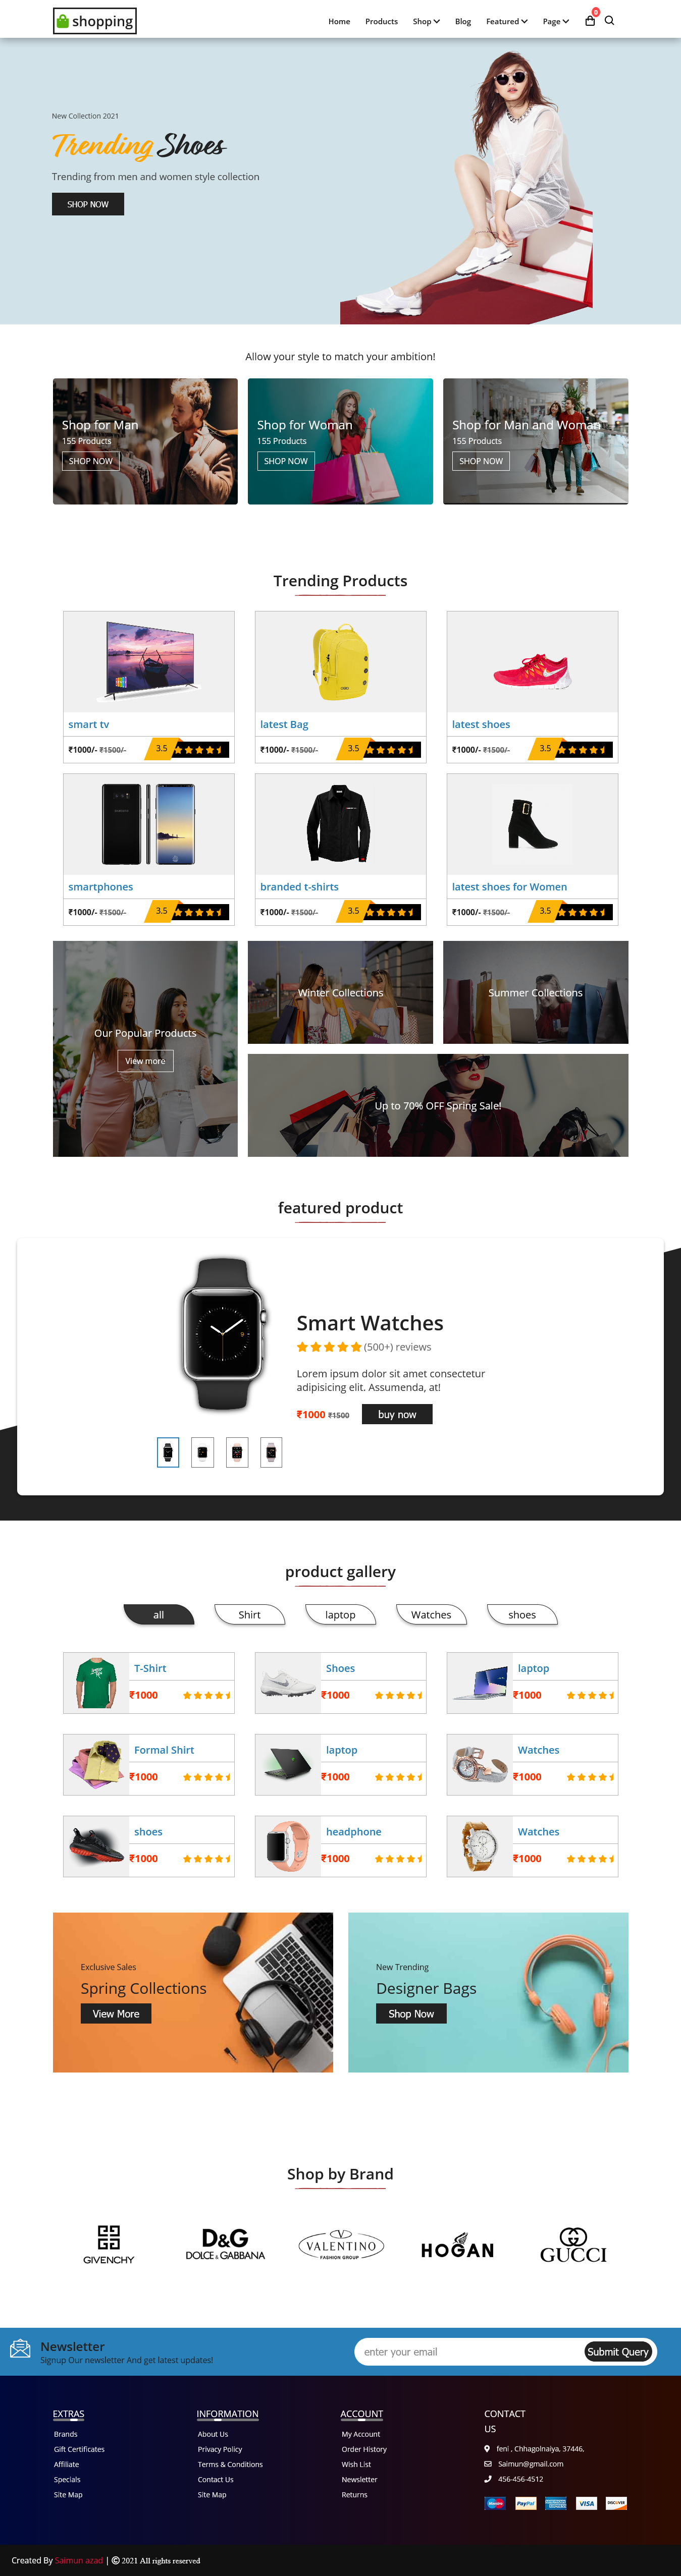 shopping
Home Products Shop Blog Featured Page 0
New Collection 2021
Trending Shoes
Trending from men and women style collection
SHOP NOW
Allow your style to match your ambition!
Shop for Man
155 Products
SHOP NOW
Shop for Woman
155 Products
SHOP NOW
Shop for Man and Woman
155 Products
SHOP NOW
Trending Products
smart tv
₹1000/- ₹1500/- 3.5
latest Bag
₹1000/- ₹1500/- 3.5
latest shoes
₹1000/- ₹1500/- 3.5
smartphones
₹1000/- ₹1500/- 3.5
branded t-shirts
₹1000/- ₹1500/- 3.5
latest shoes for Women
₹1000/- ₹1500/- 3.5
Our Popular Products
View more
Winter Collections
Summer Collections
Up to 70% OFF Spring Sale!
featured product
Smart Watches
(500+) reviews
Lorem ipsum dolor sit amet consectetur
adipisicing elit. Assumenda, at!
₹1000 ₹1500 buy now
product gallery
all Shirt laptop Watches shoes
T-Shirt
₹1000
Shoes
₹1000
laptop
₹1000
Formal Shirt
₹1000
laptop
₹1000
Watches
₹1000
shoes
₹1000
headphone
₹1000
Watches
₹1000
Exclusive Sales
Spring Collections
View More
New Trending
Designer Bags
Shop Now
Shop by Brand
GIVENCHY
D&G
DOLCE & GABBANA
VALENTINO
FASHION GROUP
HOGAN
GUCCI
Newsletter
Signup Our newsletter And get latest updates!
enter your email
Submit Query
EXTRAS
Brands
Gift Certificates
Affiliate
Specials
Site Map
INFORMATION
About Us
Privacy Policy
Terms & Conditions
Contact Us
Site Map
ACCOUNT
My Account
Order History
Wish List
Newsletter
Returns
CONTACT
US
feni , Chhagolnaiya, 37446,
Saimun@gmail.com
456-456-4512
Maestro PayPal VISA DISCOVER
Created By Saimun azad | © 2021 All rights reserved